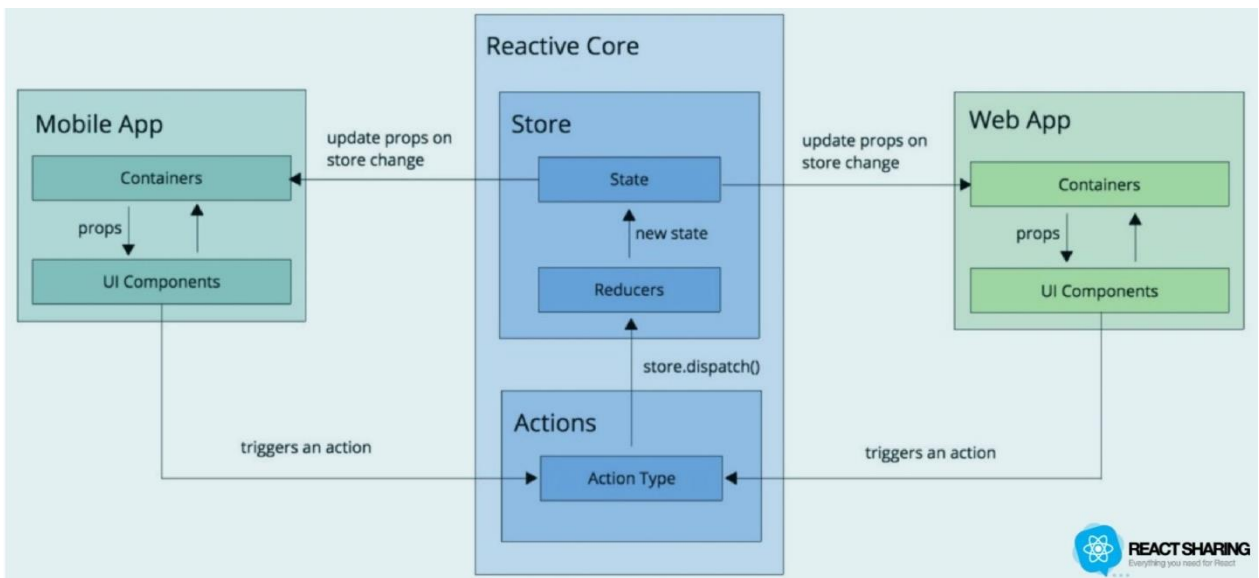 Reactive Core
Mobile App
Containers
props
UI Components
update props on
store change
Store
State
new state
Reducers
store.dispatch()
Actions
Action Type
triggers an action
update props on
store change
Web App
Containers
props
UI Components
triggers an action
REACT SHARING
Everything you need for React